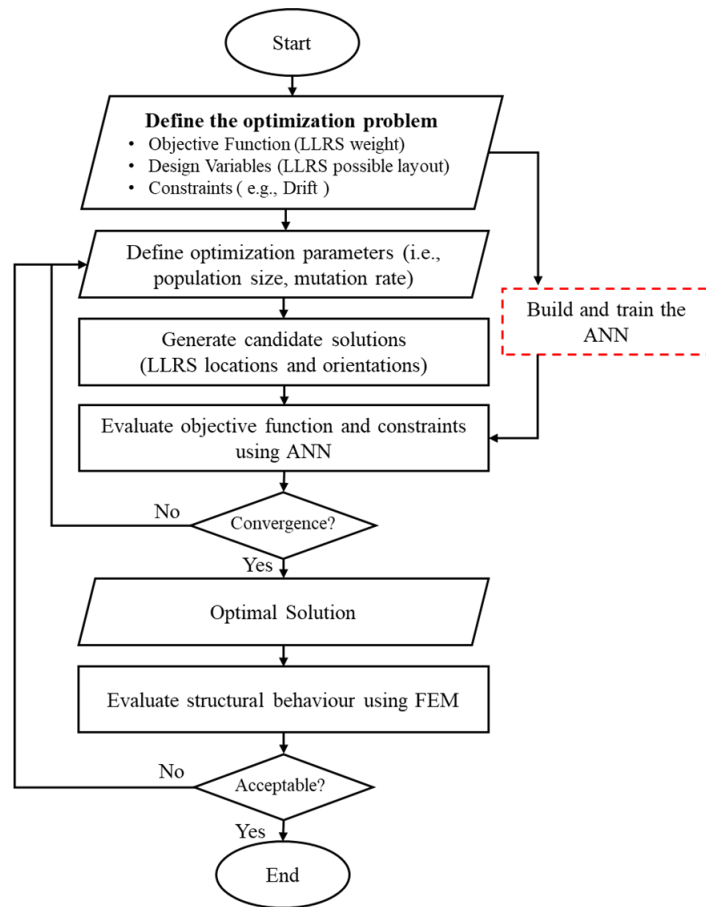 Start
Define the optimization problem
• Objective Function (LLRS weight)
• Design Variables (LLRS possible layout)
• Constraints ( e.g., Drift )
Define optimization parameters (i.e.,
population size, mutation rate)
Build and train the
ANN
Generate candidate solutions
(LLRS locations and orientations)
Evaluate objective function and constraints
using ANN
No
Convergence?
Yes
Optimal Solution
Evaluate structural behaviour using FEM
No
Acceptable?
Yes
End